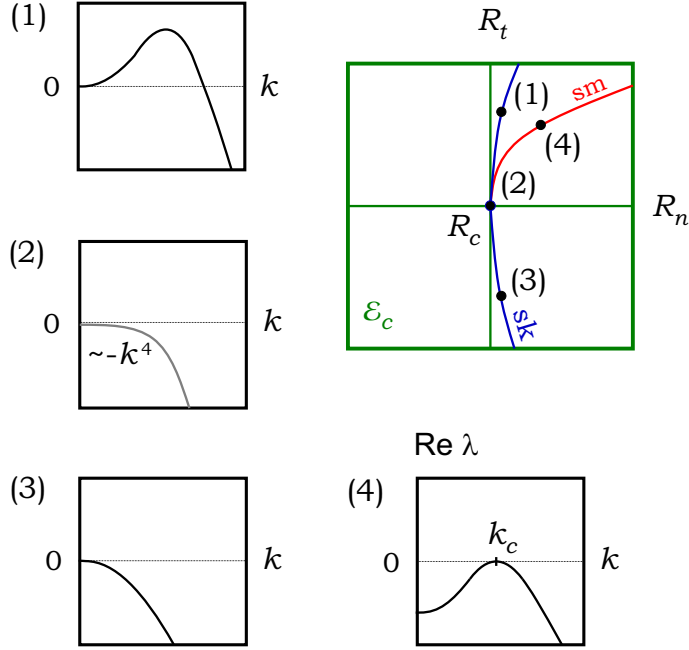 (1)
0
k
R_t
sm
(1)
(4)
(2)
R_c
R_n
(3)
ℰ_c
sk
(2)
0
k
~-k⁴
(3)
0
k
Re λ
(4)
0
k_c
k